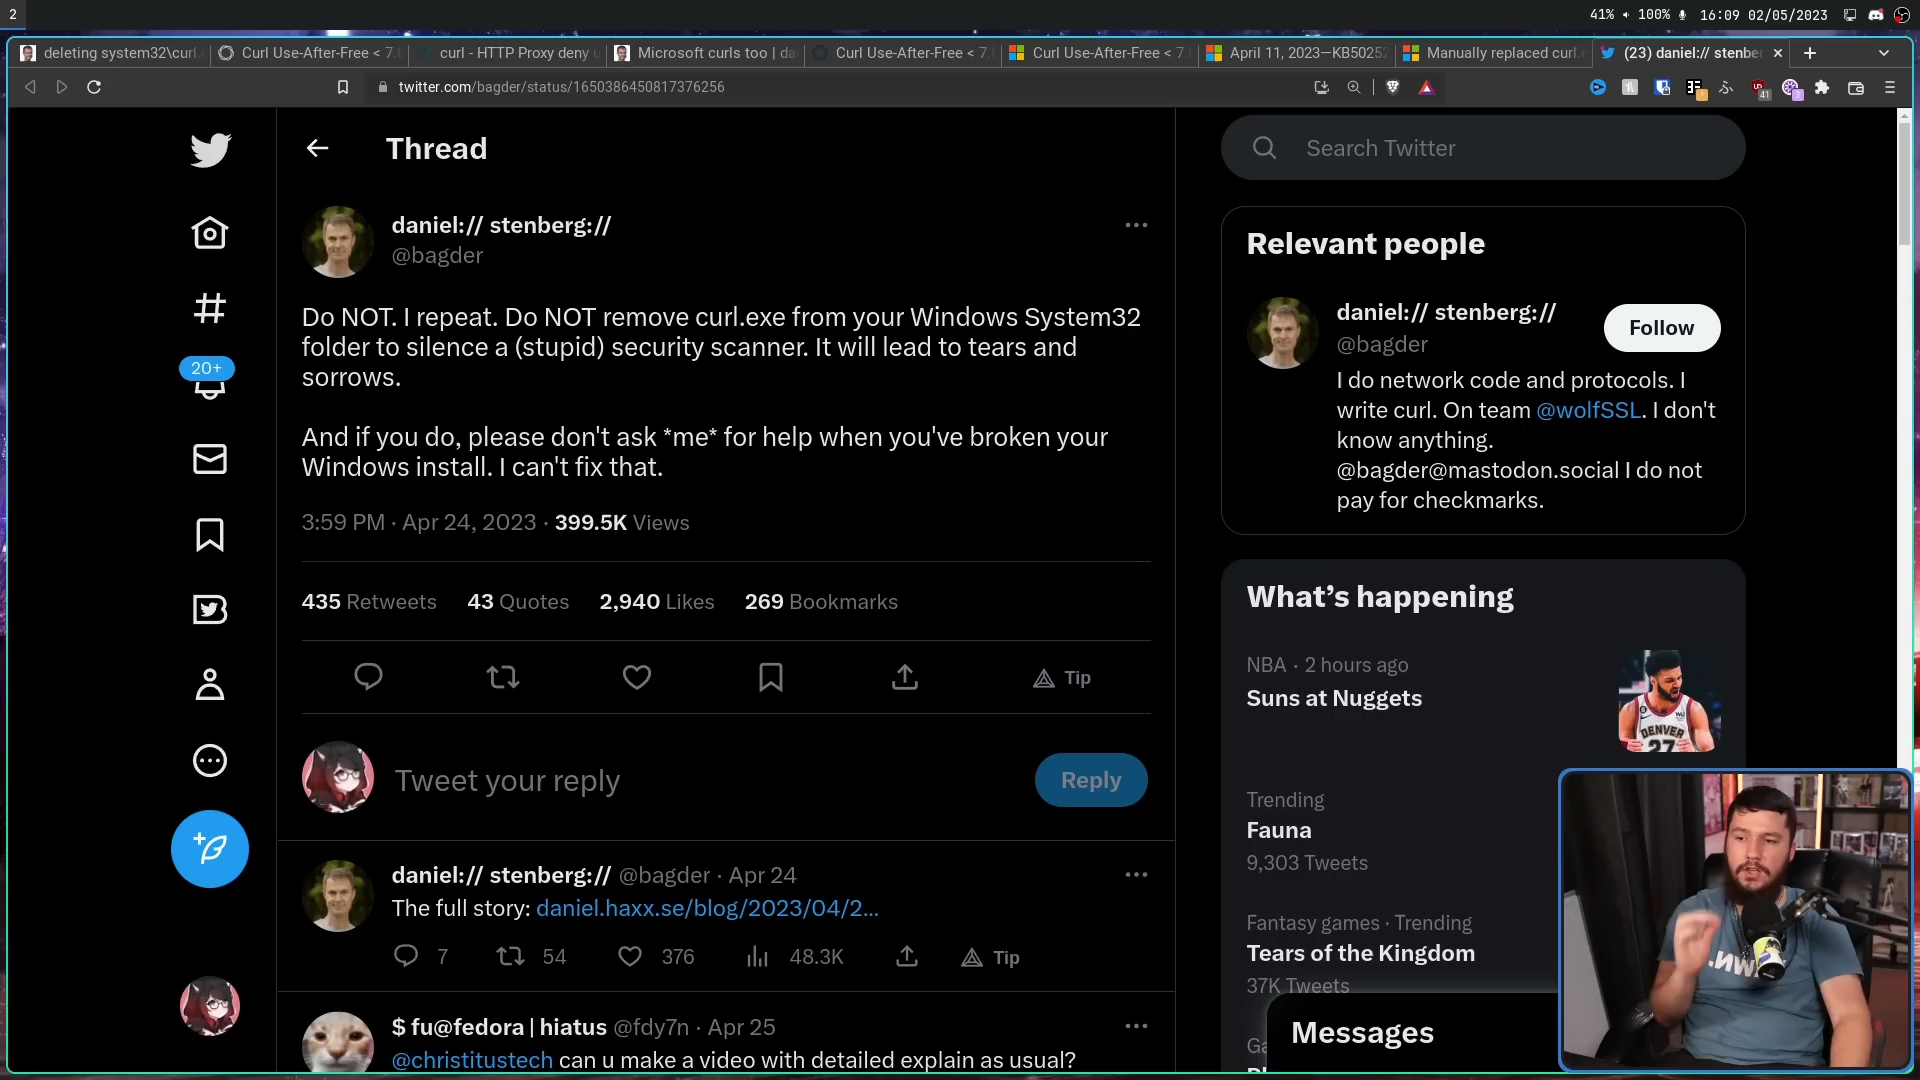 2
41%
100%
16:09 02/05/2023
deleting system32\curl.
Curl Use-After-Free < 7.8
curl - HTTP Proxy deny u
Microsoft curls too | da
Curl Use-After-Free < 7.
Curl Use-After-Free < 7.
April 11, 2023—KB50252
Manually replaced curl.e
(23) daniel:// stenber
twitter.com/bagder/status/1650386450817376256
41
3
Thread
daniel:// stenberg://
@bagder
Do NOT. I repeat. Do NOT remove curl.exe from your Windows System32
folder to silence a (stupid) security scanner. It will lead to tears and
sorrows.
And if you do, please don't ask *me* for help when you've broken your
Windows install. I can't fix that.
3:59 PM · Apr 24, 2023 · 399.5K Views
435 Retweets 43 Quotes 2,940 Likes 269 Bookmarks
Tip
Tweet your reply
Reply
daniel:// stenberg:// @bagder · Apr 24
The full story: daniel.haxx.se/blog/2023/04/2...
7 54 376 48.3K Tip
$ fu@fedora | hiatus @fdy7n · Apr 25
@christitustech can u make a video with detailed explain as usual?
20+
Search Twitter
Relevant people
daniel:// stenberg://
@bagder
Follow
I do network code and protocols. I
write curl. On team @wolfSSL. I don't
know anything.
@bagder@mastodon.social I do not
pay for checkmarks.
What's happening
NBA · 2 hours ago
Suns at Nuggets
DENVER
27
Trending
Fauna
9,303 Tweets
Fantasy games · Trending
Tears of the Kingdom
37K Tweets
Messages